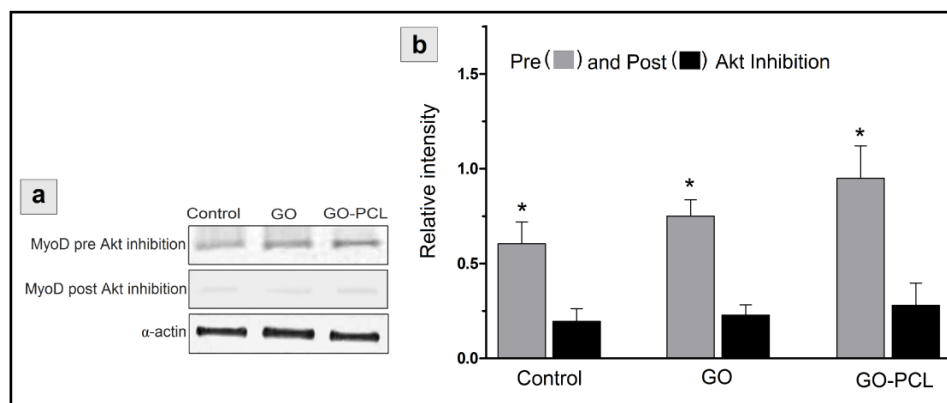 a
Control GO GO-PCL
MyoD pre Akt inhibition
MyoD post Akt inhibition
α-actin
b
Pre ( ) and Post ( ) Akt Inhibition
Relative intensity
1.5
1.0
0.5
0.0
*
*
*
Control GO GO-PCL